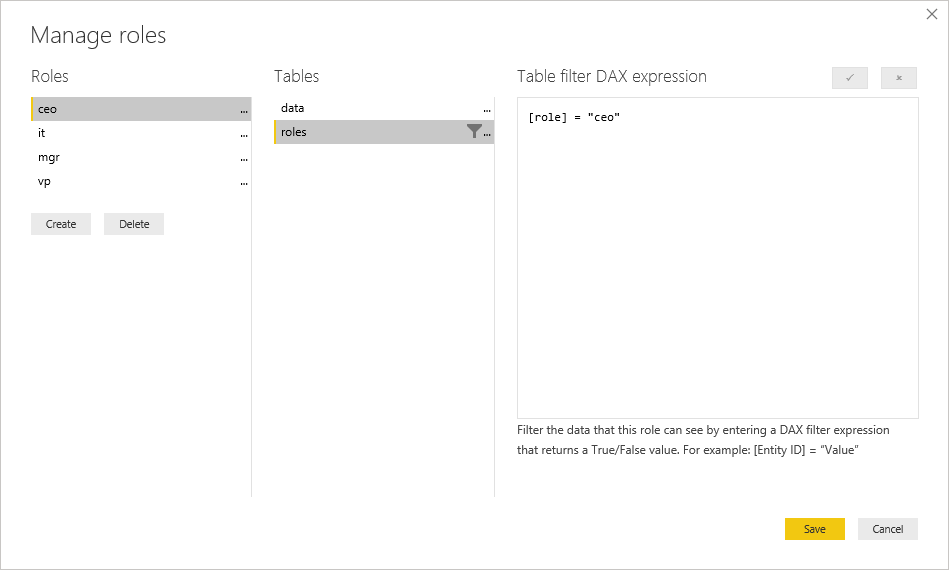 Manage roles
Roles
ceo ...
it ...
mgr ...
vp ...
Create Delete
Tables
data ...
roles ...
Table filter DAX expression
[role] = "ceo"
Filter the data that this role can see by entering a DAX filter expression
that returns a True/False value. For example: [Entity ID] = “Value”
Save Cancel